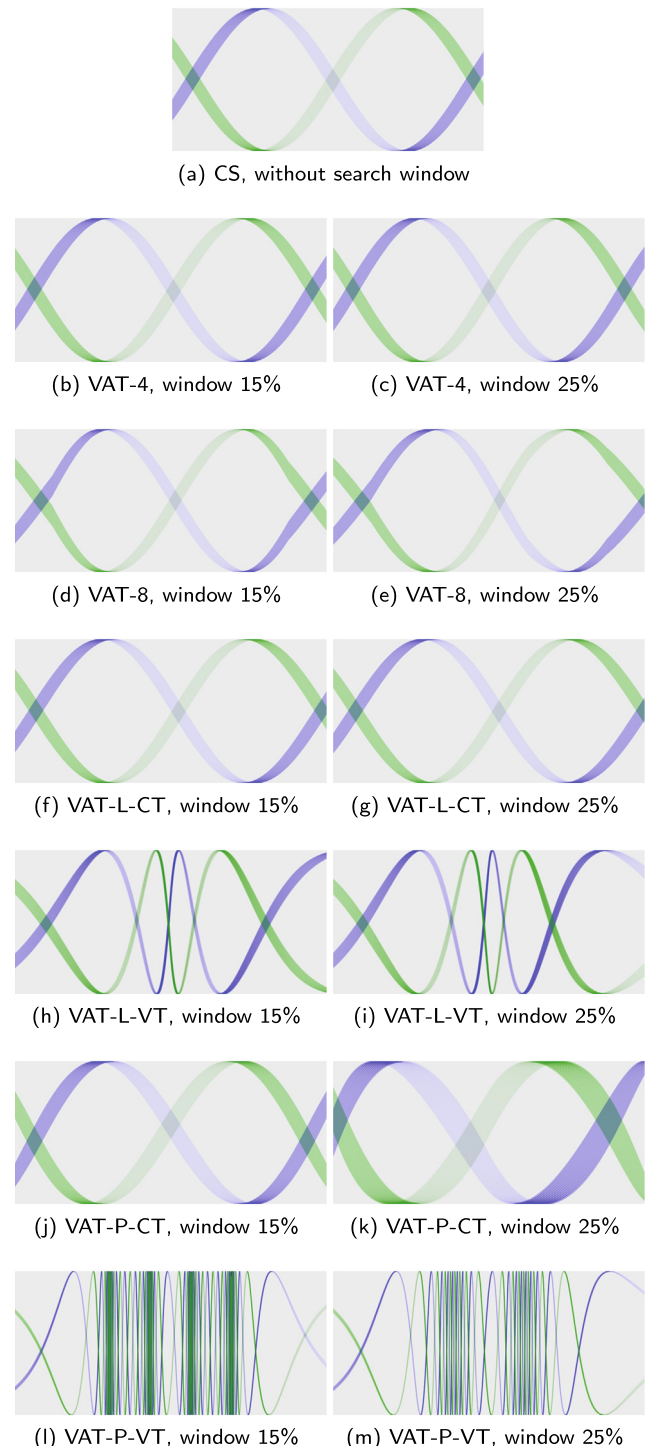 (a) CS, without search window
(b) VAT-4, window 15%
(c) VAT-4, window 25%
(d) VAT-8, window 15%
(e) VAT-8, window 25%
(f) VAT-L-CT, window 15%
(g) VAT-L-CT, window 25%
(h) VAT-L-VT, window 15%
(i) VAT-L-VT, window 25%
(j) VAT-P-CT, window 15%
(k) VAT-P-CT, window 25%
(l) VAT-P-VT, window 15%
(m) VAT-P-VT, window 25%